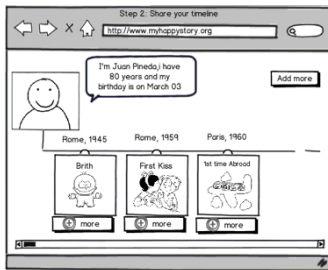 Step 2: Share your timeline
X
http://www.myhappystory.org
I'm Juan Pineda,i have
80 years and my
birthday is on March 03
Add more
Rome, 1945
Rome, 1959
Paris, 1960
Brith
First Kiss
1st time Abroad
more
more
more